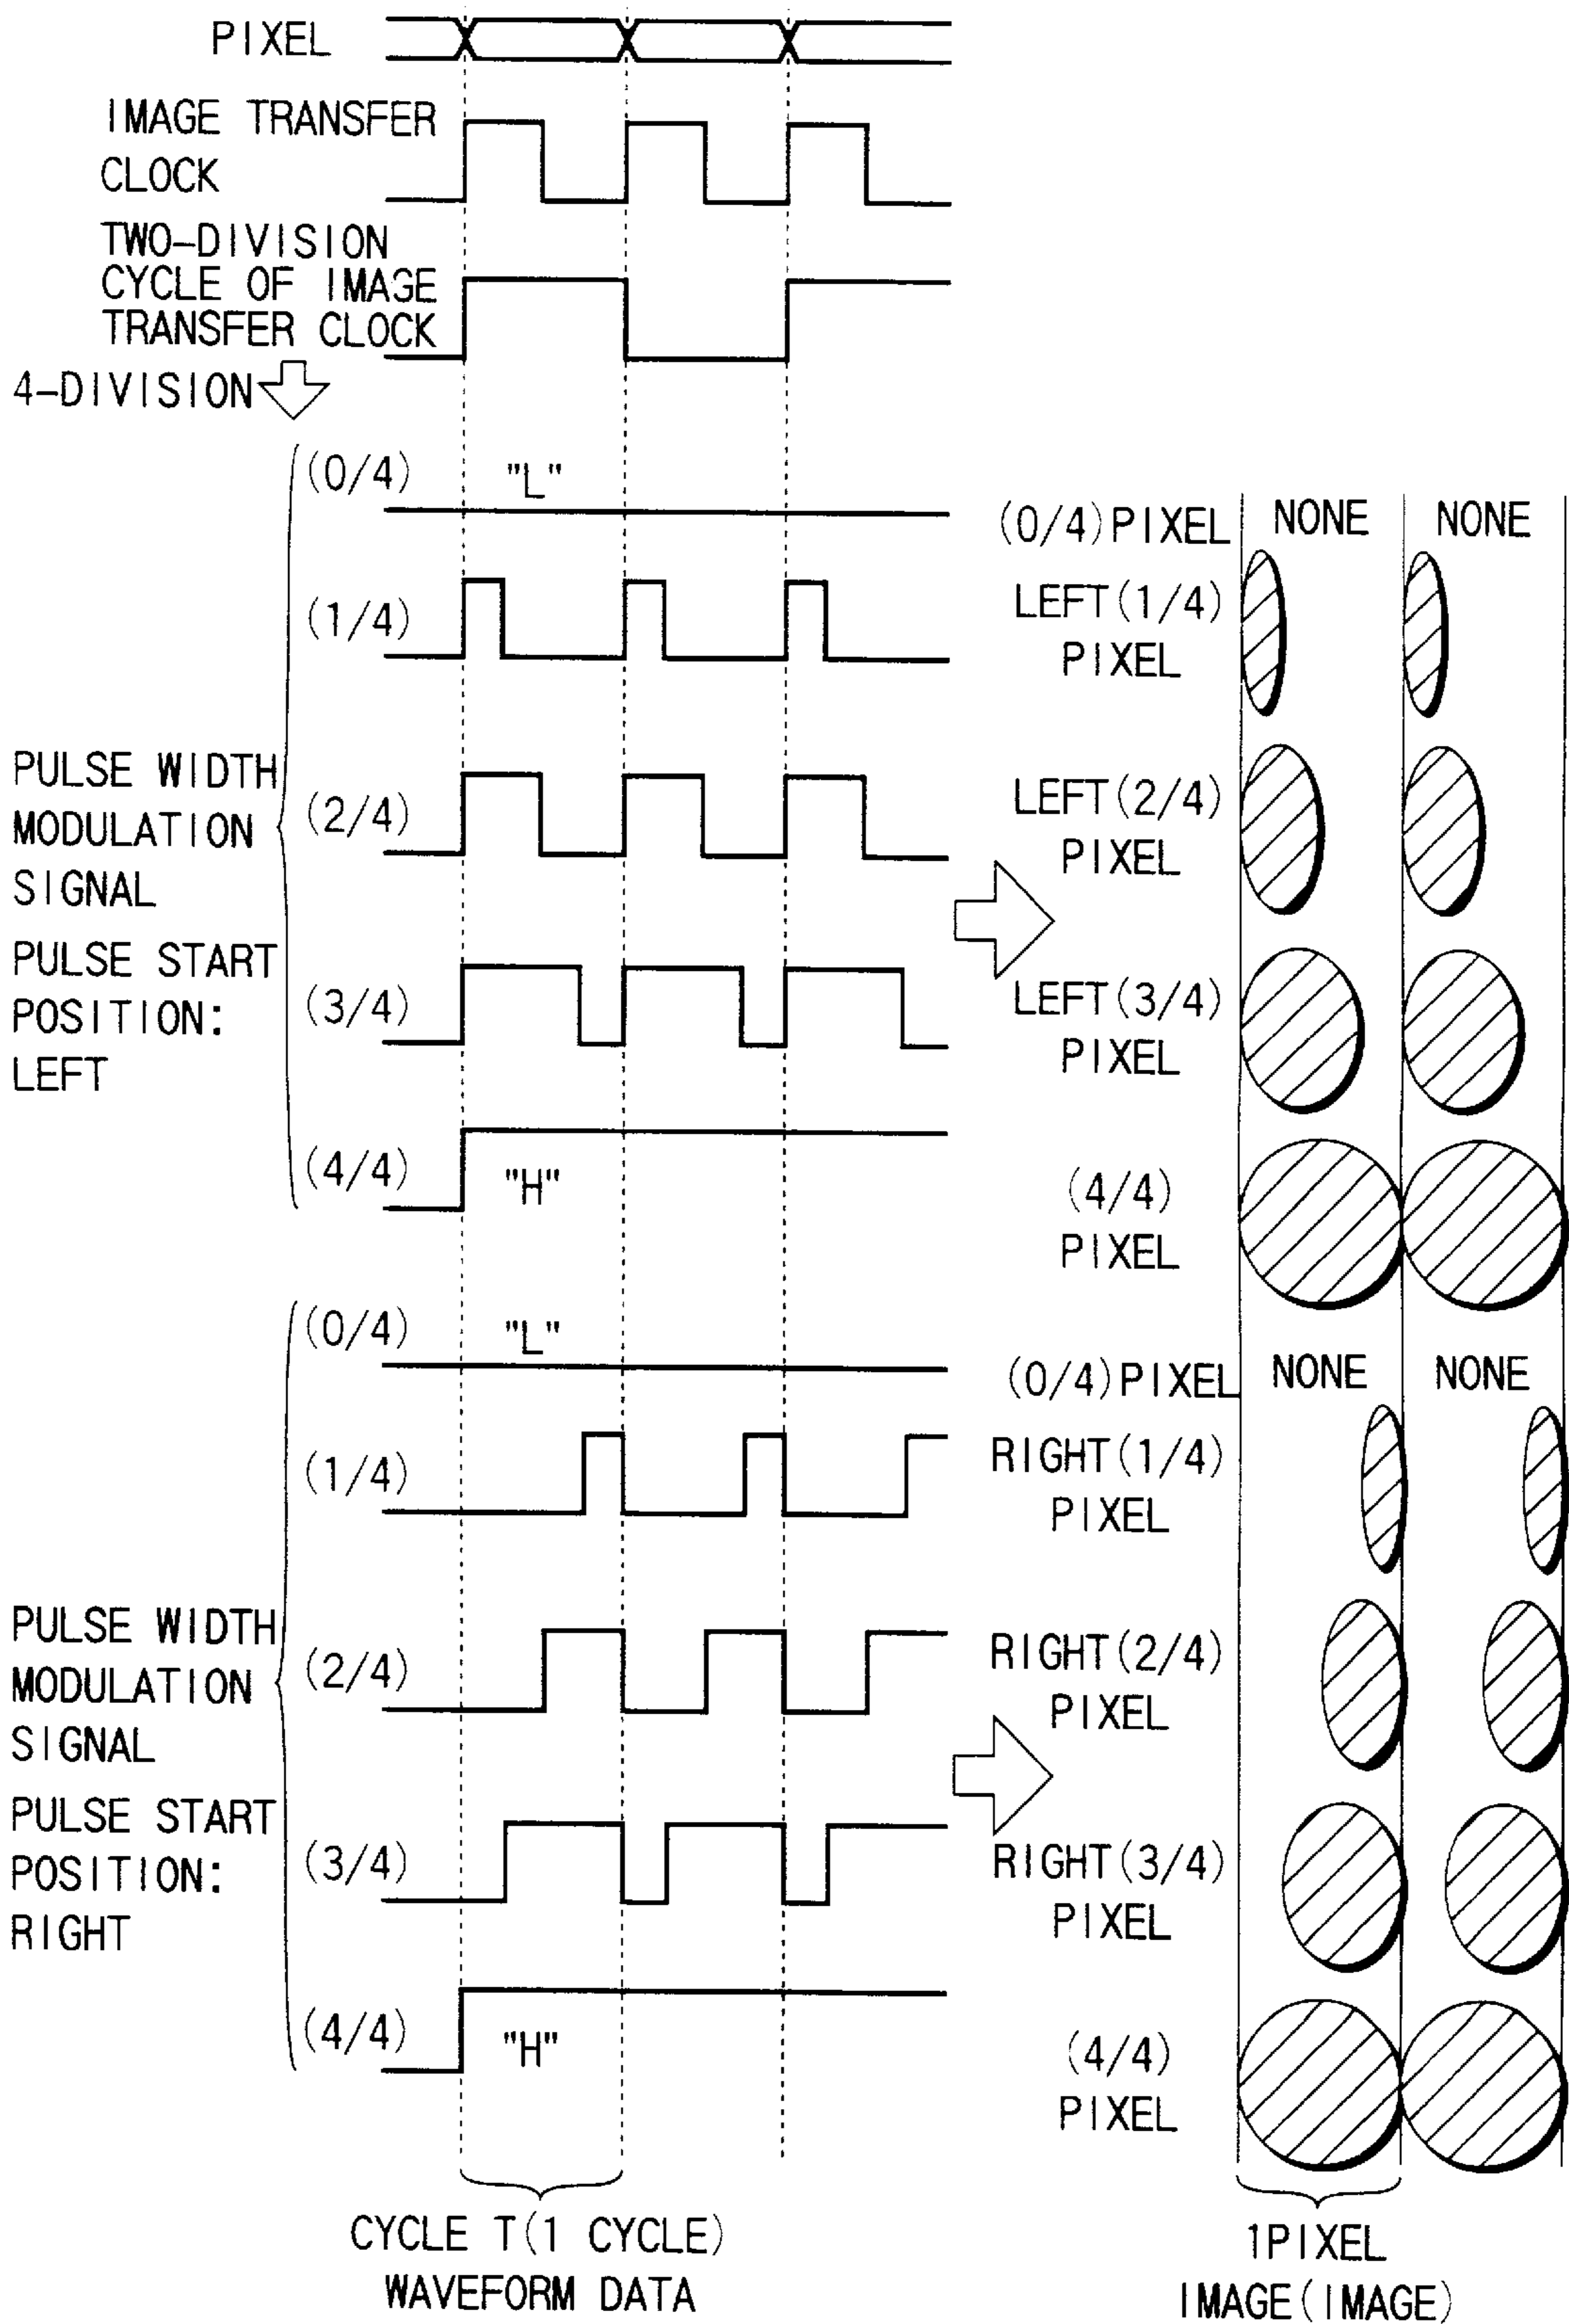 PIXEL
IMAGE TRANSFER
CLOCK
TWO-DIVISION
CYCLE OF IMAGE
TRANSFER CLOCK
4-DIVISION
PULSE WIDTH
MODULATION
SIGNAL
PULSE START
POSITION:
LEFT
(0/4)
"L"
(1/4)
(2/4)
(3/4)
(4/4)
"H"
(0/4)PIXEL
NONE
NONE
LEFT(1/4)
PIXEL
LEFT(2/4)
PIXEL
LEFT(3/4)
PIXEL
(4/4)
PIXEL
PULSE WIDTH
MODULATION
SIGNAL
PULSE START
POSITION:
RIGHT
(0/4)
"L"
(1/4)
(2/4)
(3/4)
(4/4)
"H"
(0/4)PIXEL
NONE
NONE
RIGHT(1/4)
PIXEL
RIGHT(2/4)
PIXEL
RIGHT(3/4)
PIXEL
(4/4)
PIXEL
CYCLE T(1 CYCLE)
WAVEFORM DATA
1PIXEL
IMAGE(IMAGE)